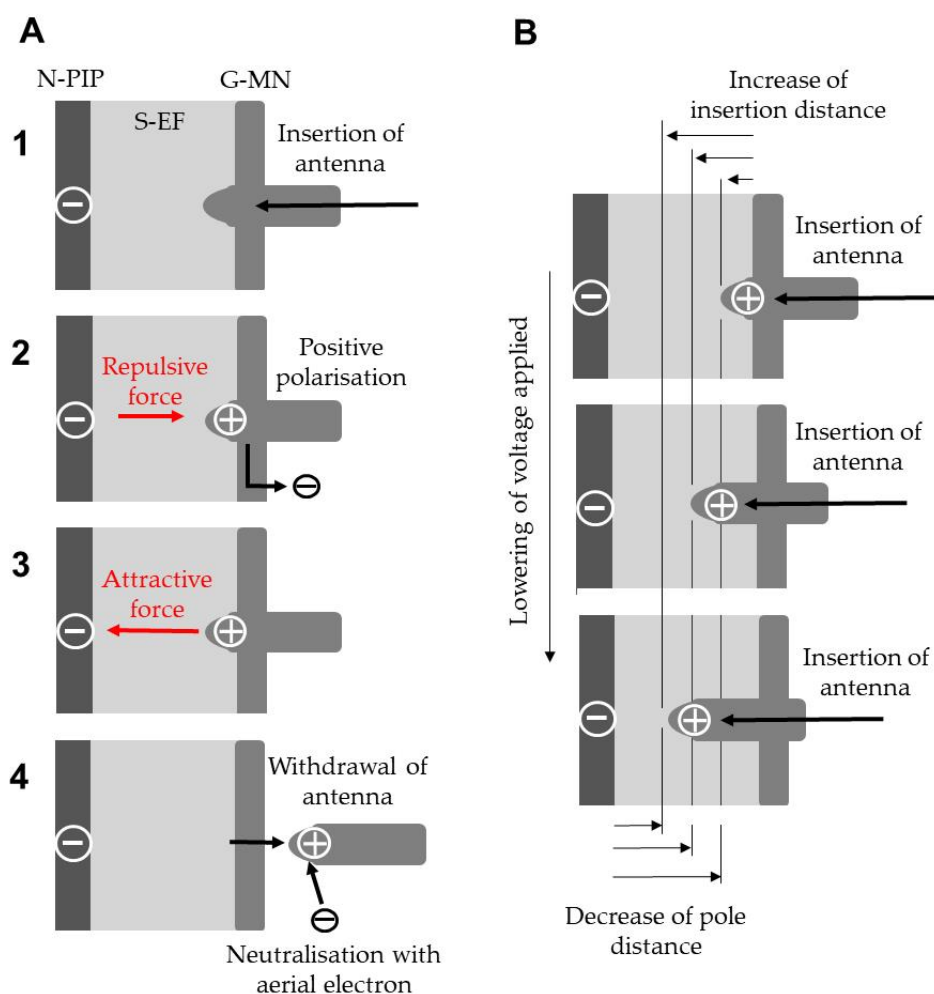 A
N-PIP
G-MN
S-EF
1
Insertion of
antenna
2
Repulsive
force
Positive
polarisation
3
Attractive
force
4
Withdrawal of
antenna
Neutralisation with
aerial electron
B
Increase of
insertion distance
Lowering of voltage applied
Insertion of
antenna
Insertion of
antenna
Insertion of
antenna
Decrease of pole
distance